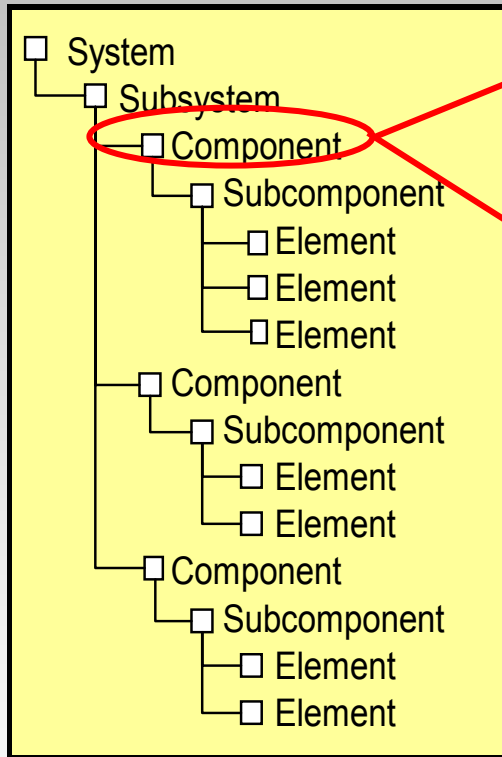 System
Subsystem
Component
Subcomponent
Element
Element
Element
Component
Subcomponent
Element
Element
Component
Subcomponent
Element
Element